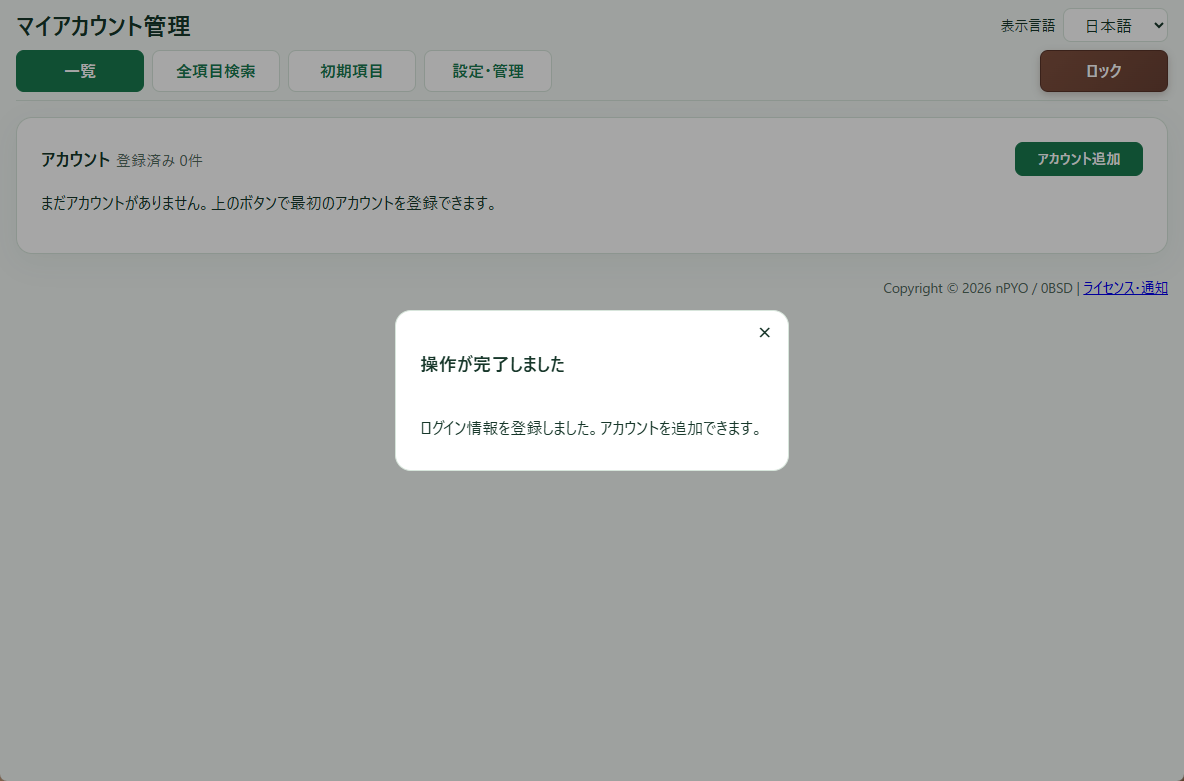 マイアカウント管理
表示言語 日本語
一覧 全項目検索 初期項目 設定・管理 ロック
アカウント 登録済み 0件 アカウント追加
まだアカウントがありません。上のボタンで最初のアカウントを登録できます。
Copyright © 2026 nPYO / 0BSD | ライセンス・通知
×
操作が完了しました
ログイン情報を登録しました。アカウントを追加できます。